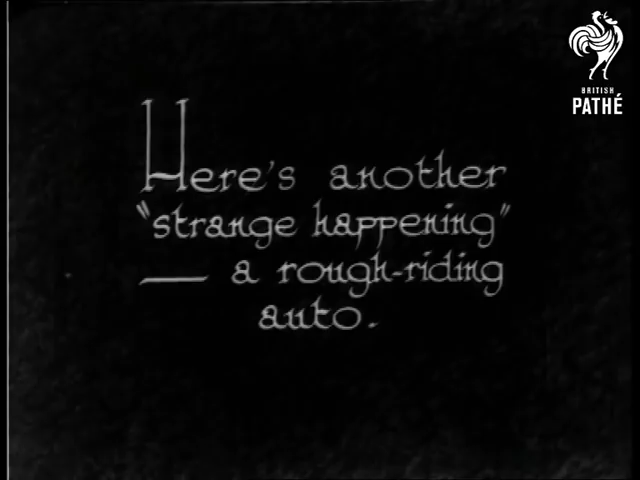 BRITISH
PATHÉ
Here's another
"strange happening"
— a rough-riding
auto.